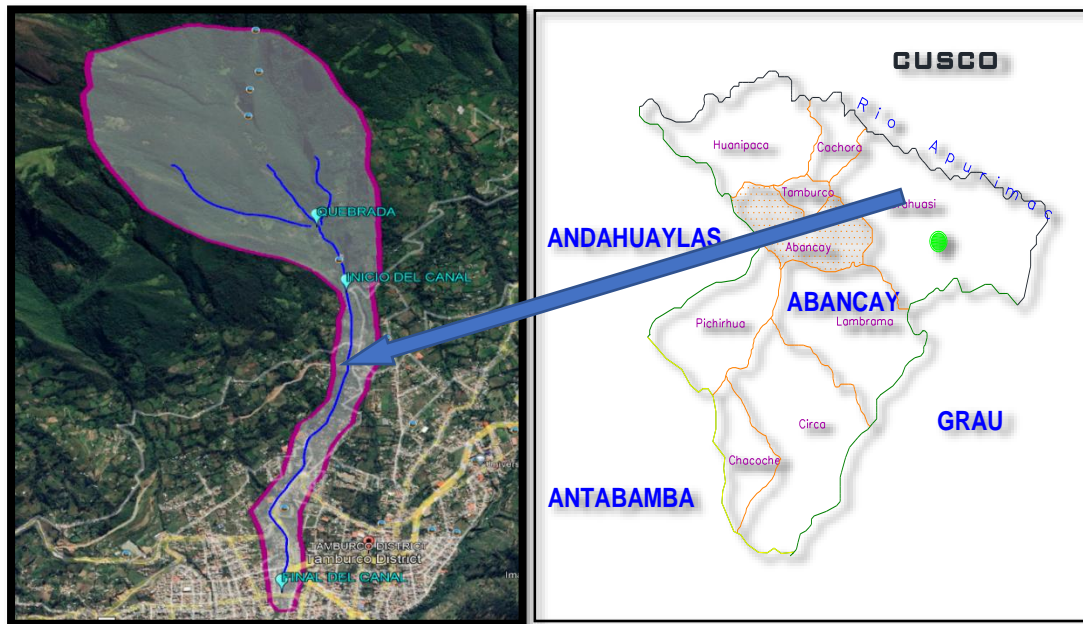 QUEBRADA
INICIO DEL CANAL
TAMBURCO DISTRICT
Tamburco District
FINAL DEL CANAL
CUSCO
Rio Apurimac
Huanipaca
Cachora
Tamburco
ANDAHUAYLAS
Abancay
ABANCAY
Pichirhua
Lambrama
GRAU
Circa
Chacoche
ANTABAMBA